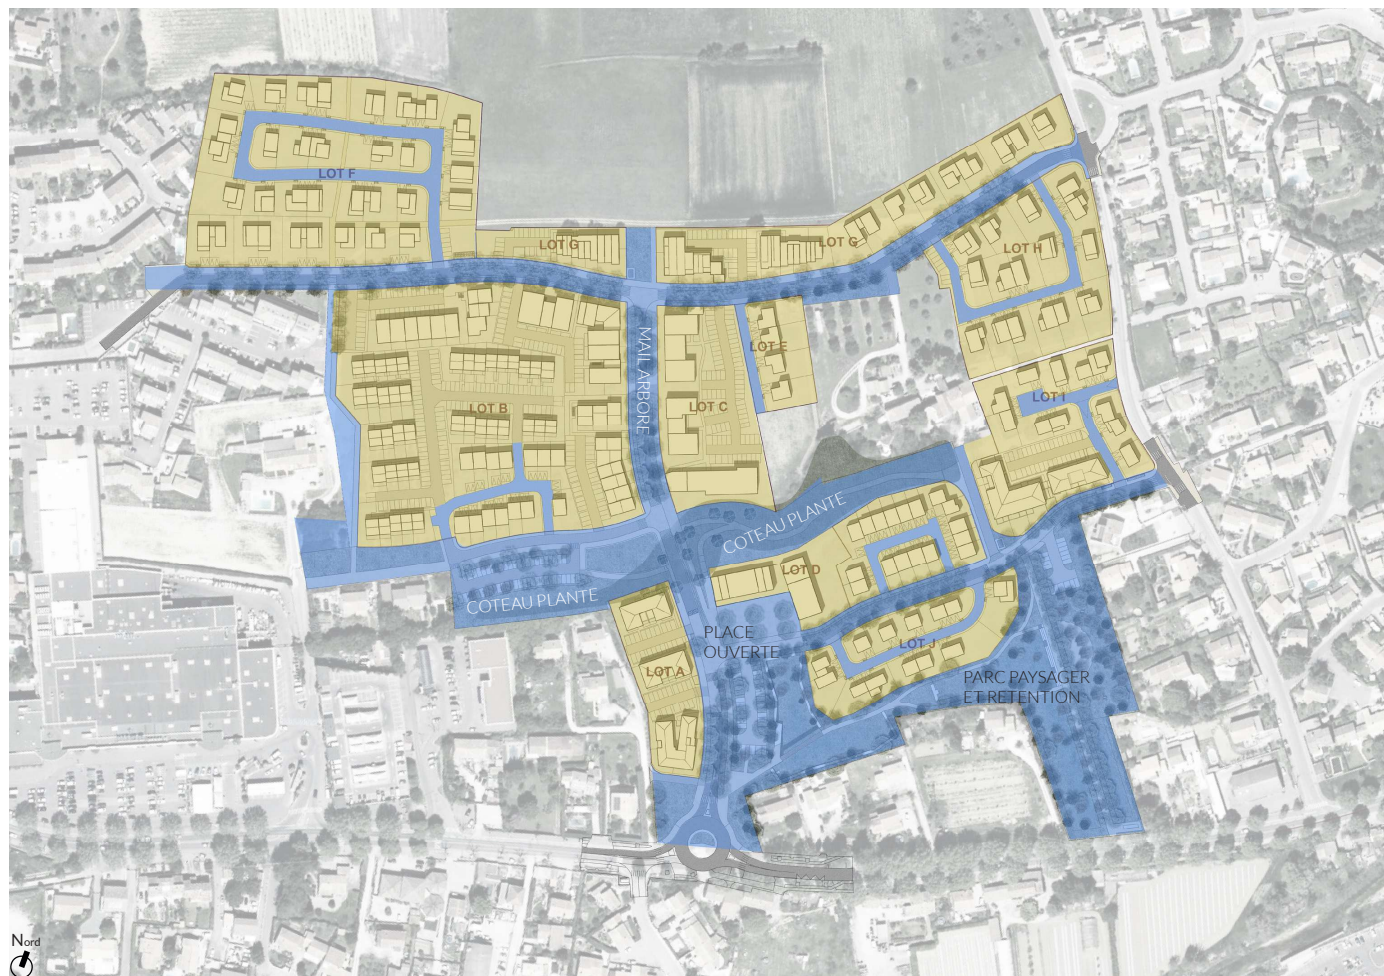 LOT F
LOT G
LOT G
LOT H
MAIL ARBORE
LOT E
LOT I
LOT B
LOT C
COTEAU PLANTE
LOT D
COTEAU PLANTE
PLACE
OUVERTE
LOT J
LOT A
PARC PAYSAGER
ET RETENTION
Nord